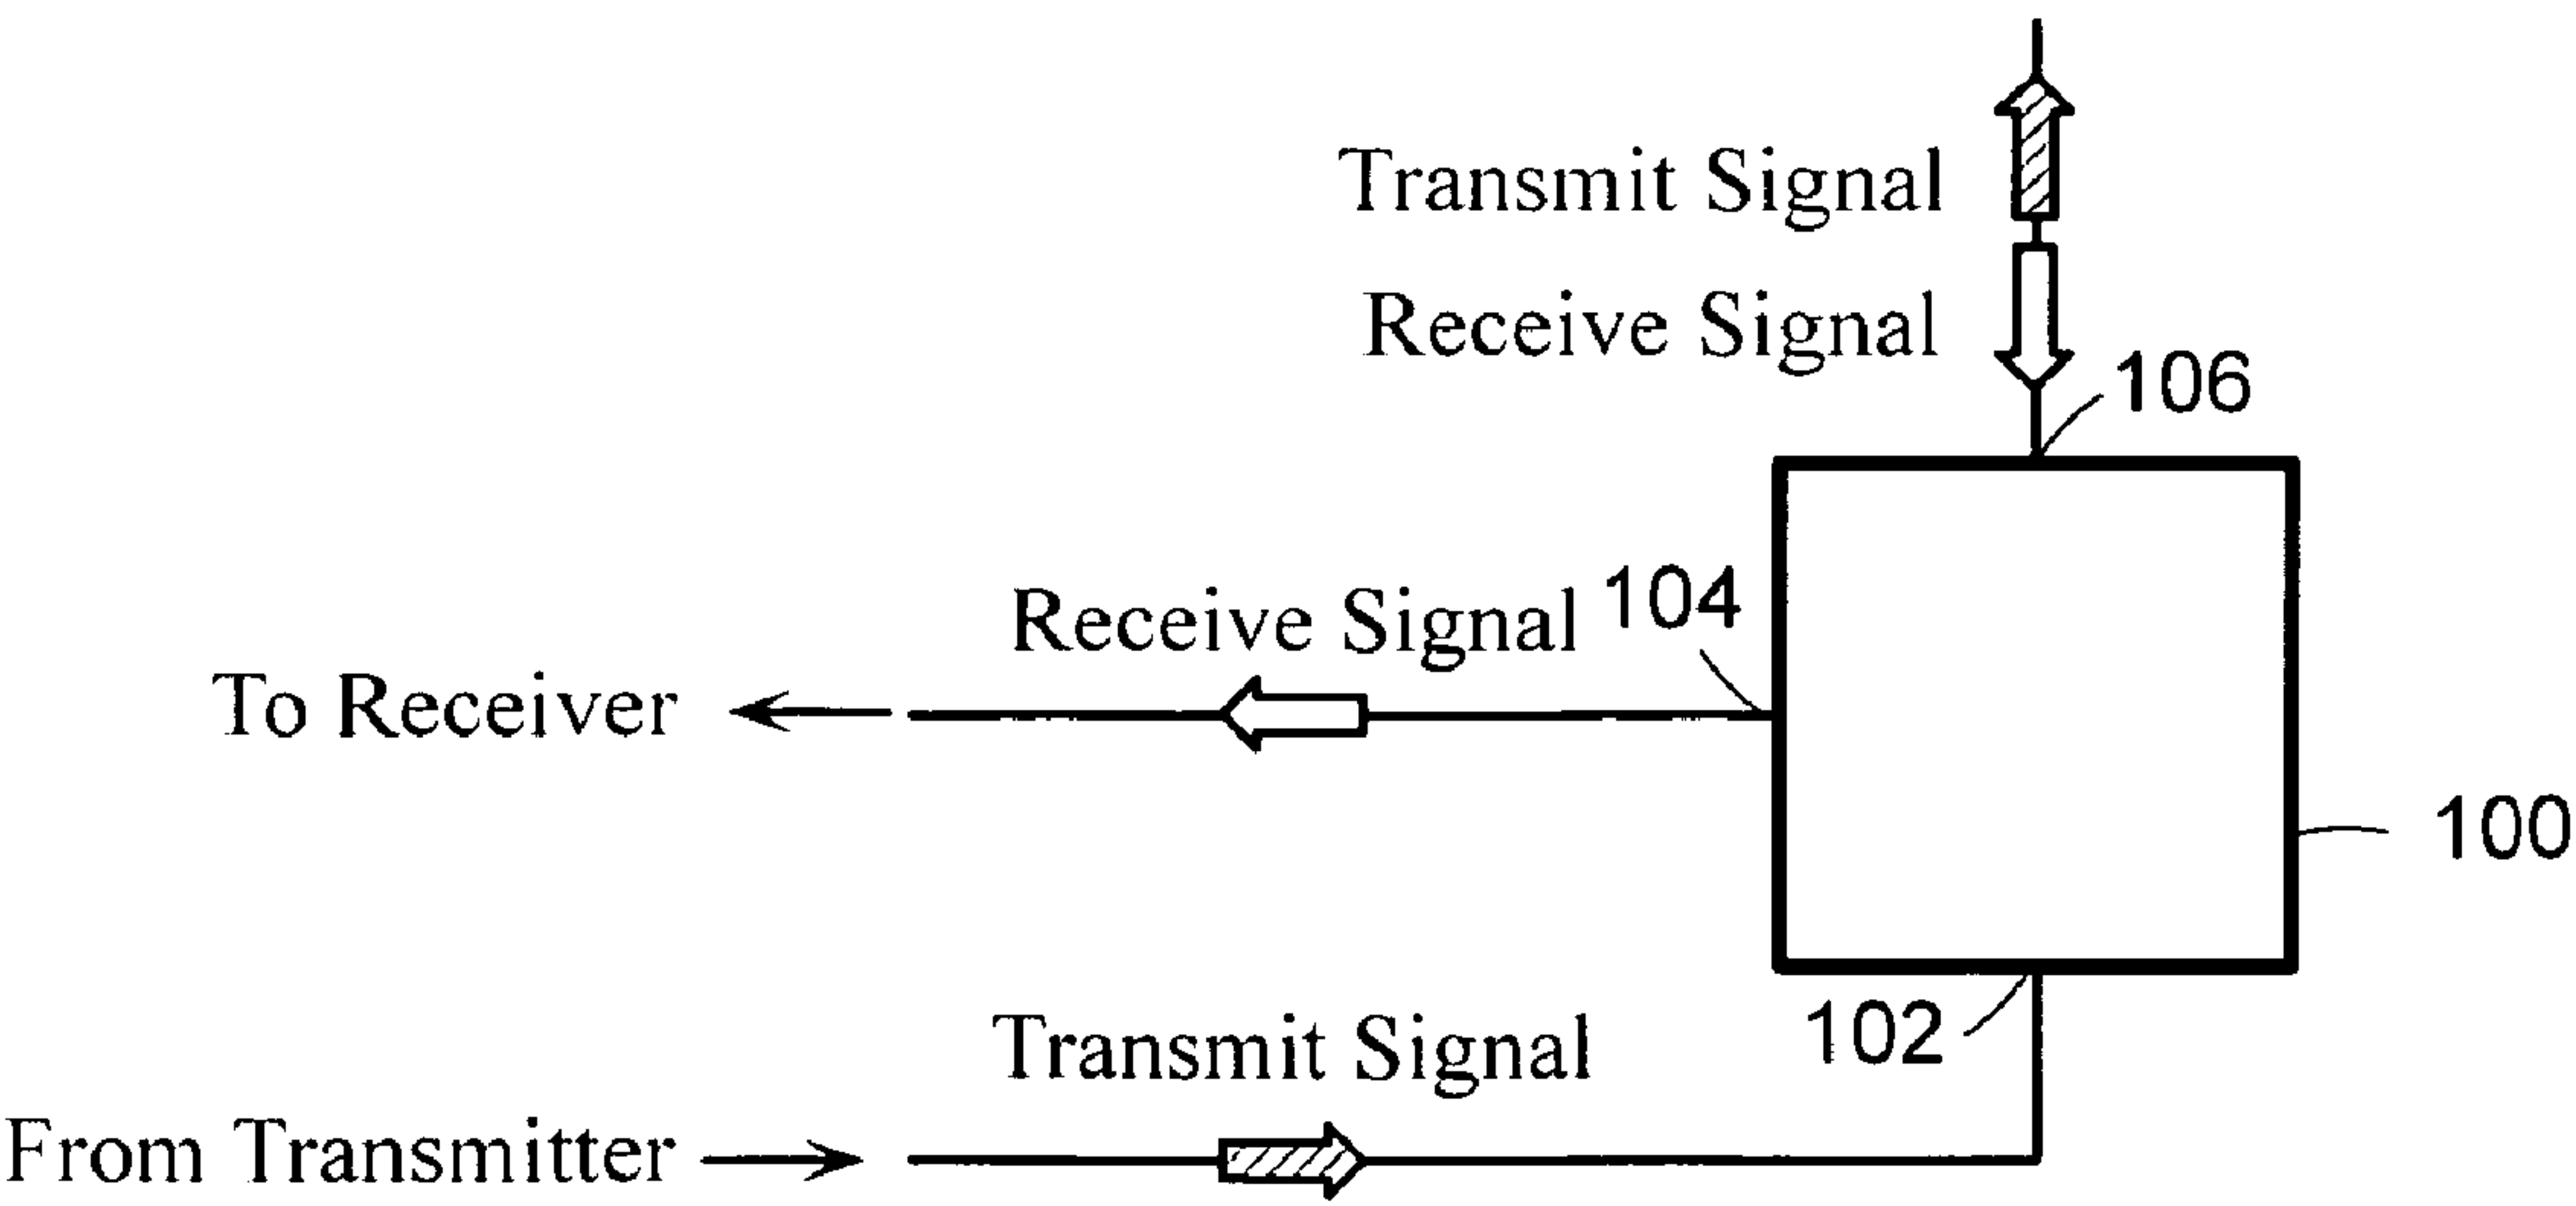 Transmit Signal
Receive Signal
106
Receive Signal
104
To Receiver
100
102
Transmit Signal
From Transmitter